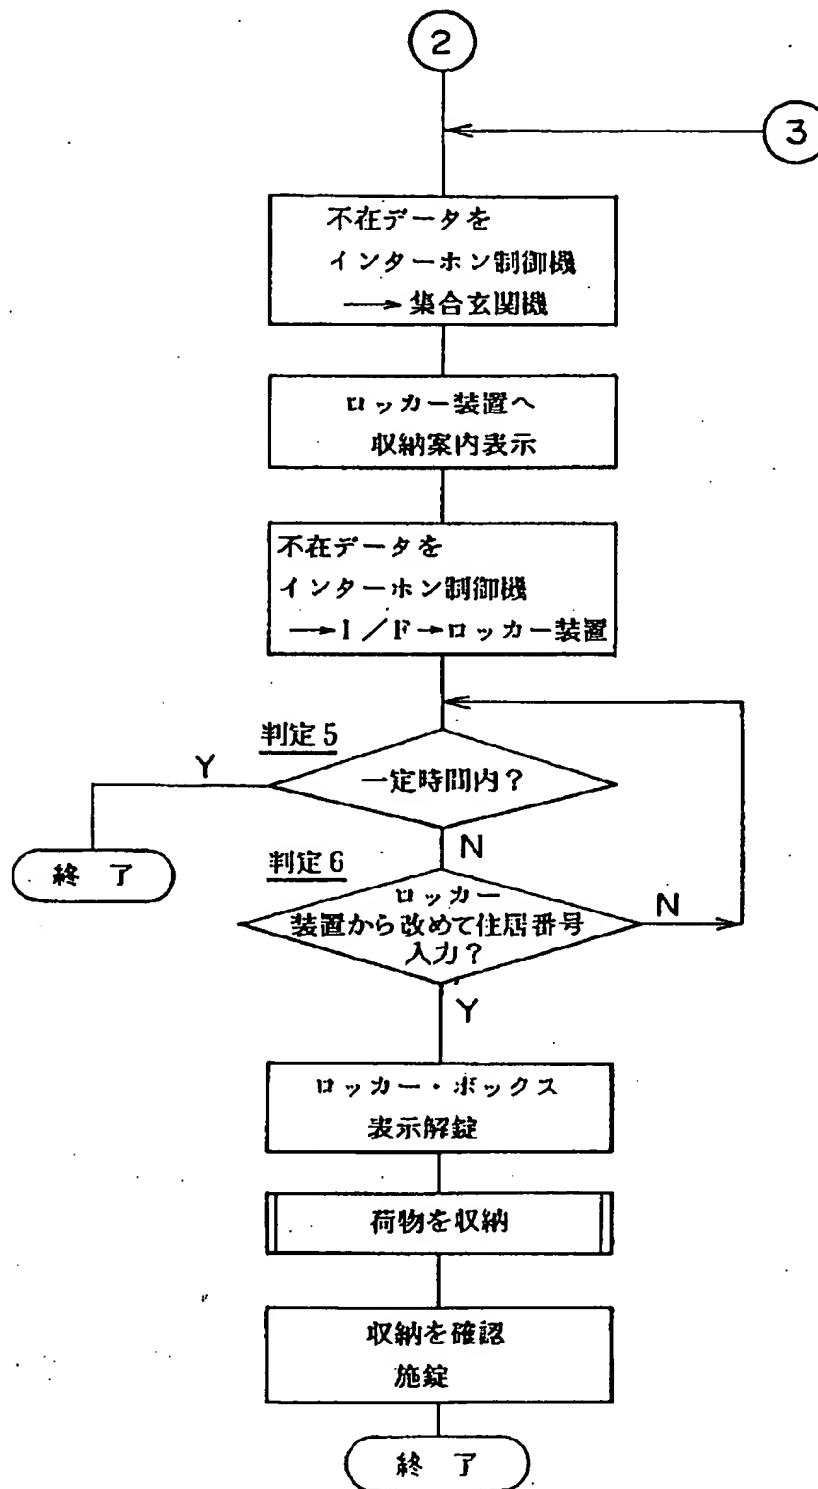 2
3
不在データを
インターホン制御機
→集合玄関機
ロッカー装置へ
収納案内表示
不在データを
インターホン制御機
→I/F→ロッカー装置
判定5
Y
一定時間内?
N
終了
判定6
ロッカー
装置から改めて住居番号
入力?
N
Y
ロッカー・ボックス
表示解錠
荷物を収納
収納を確認
施錠
終了